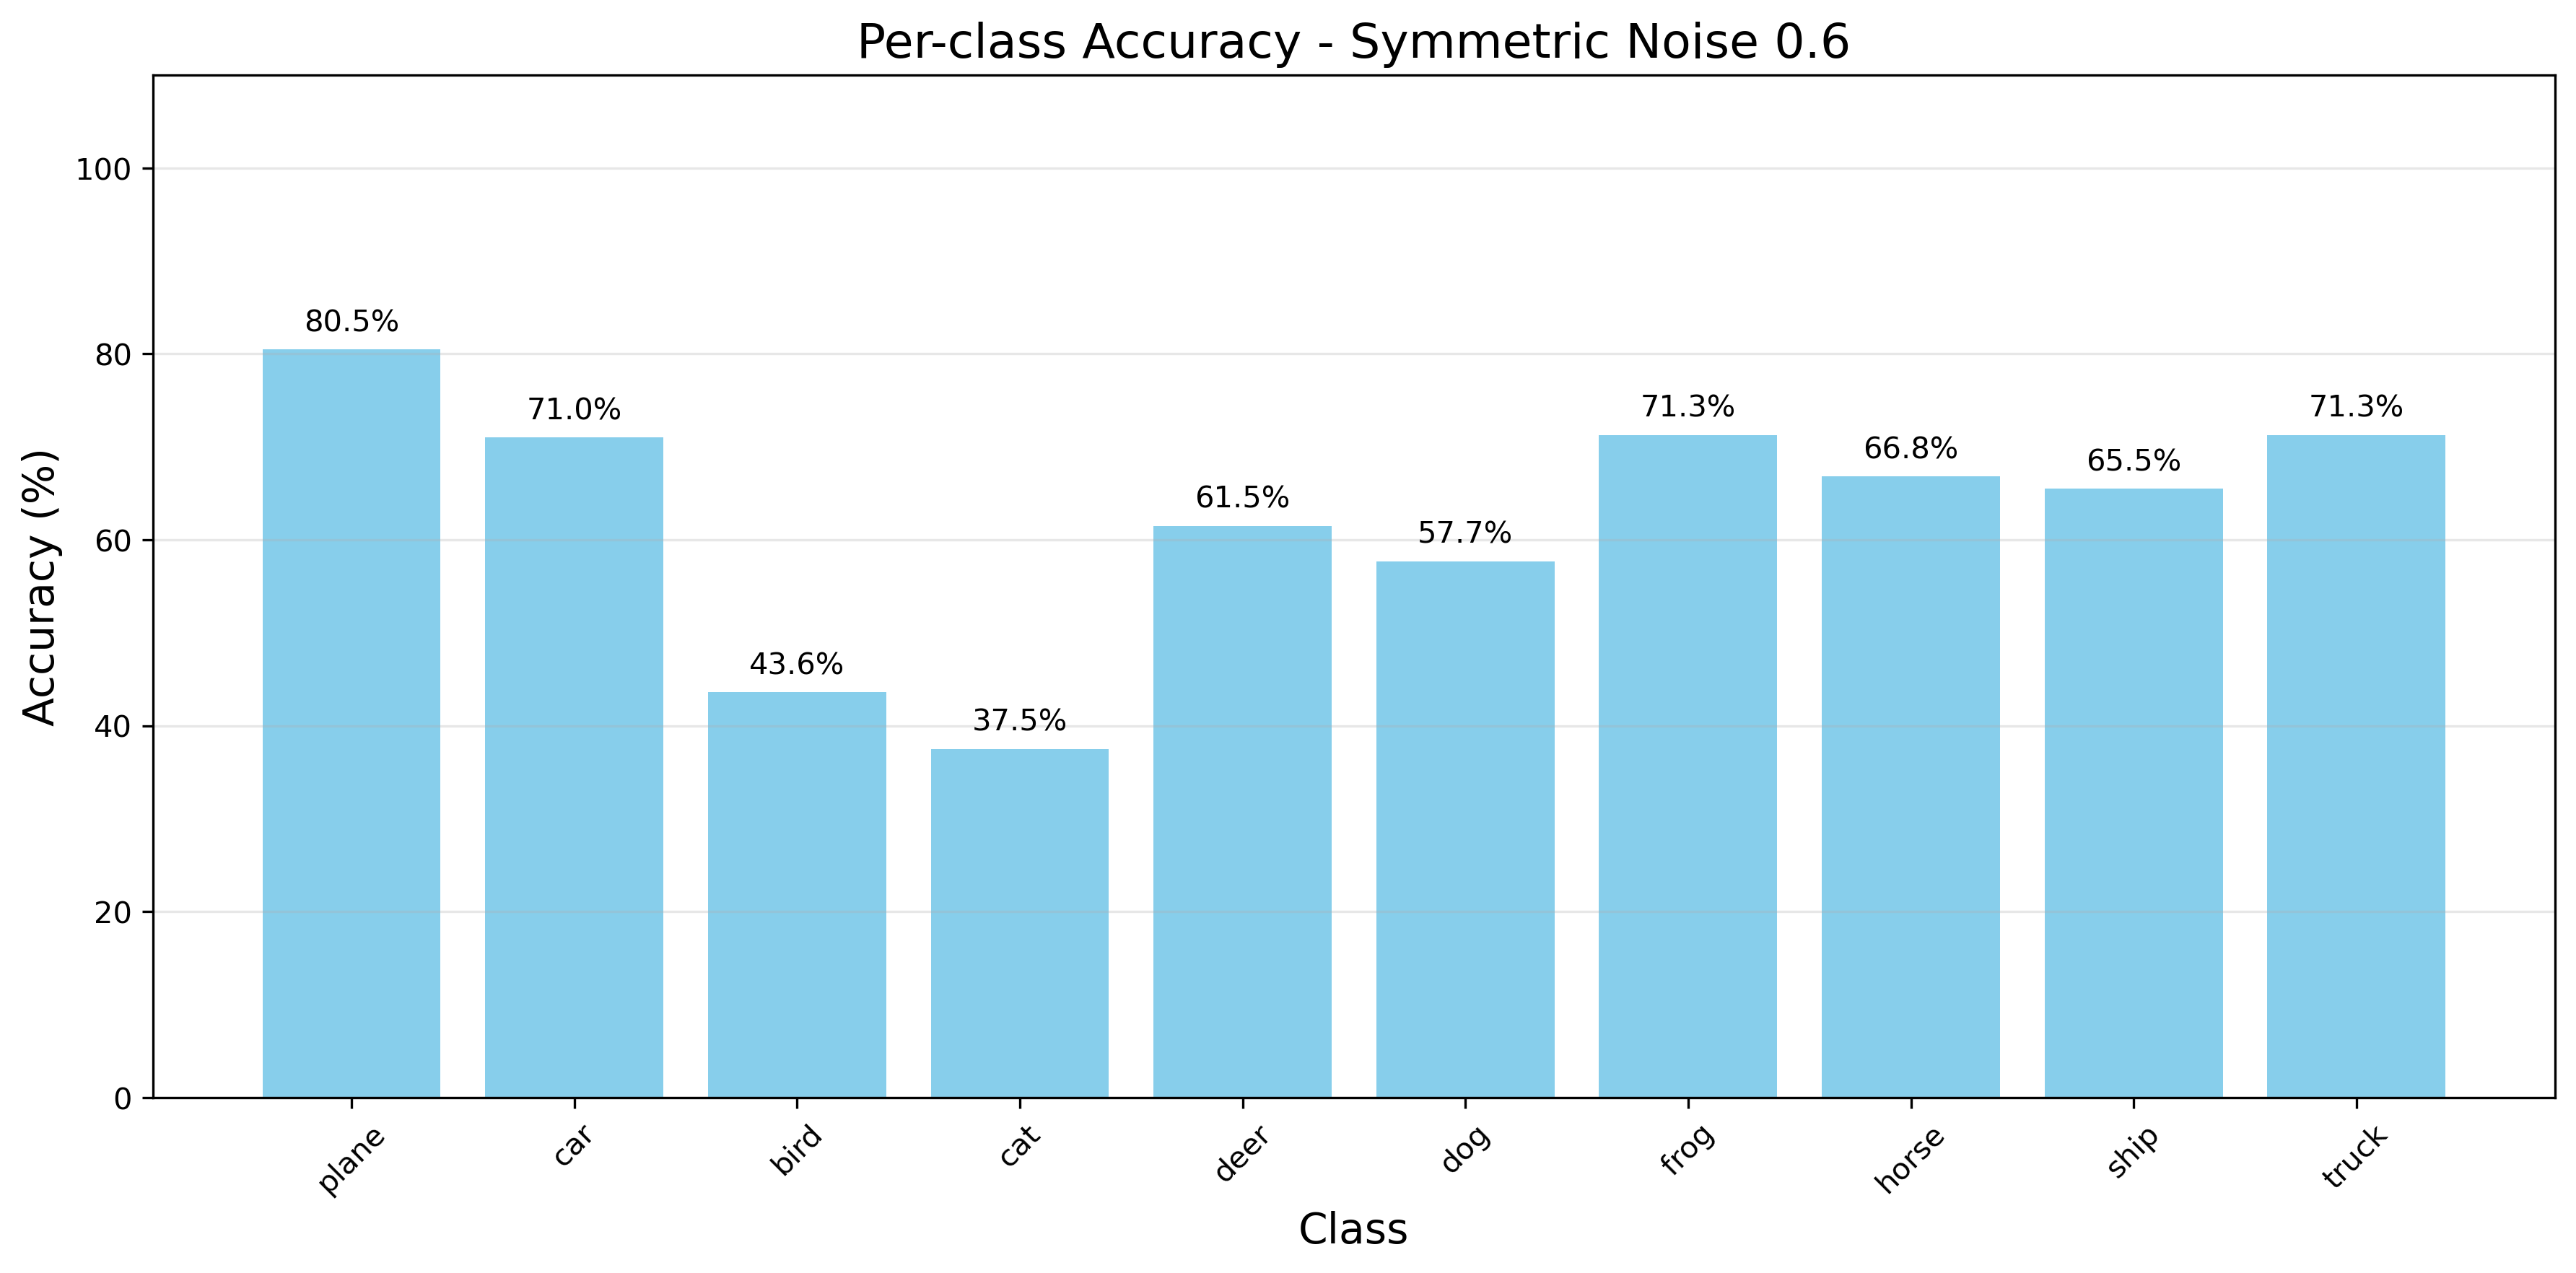 Per-class Accuracy - Symmetric Noise 0.6
Accuracy (%)
100
80
60
40
20
0
80.5%
71.0%
43.6%
37.5%
61.5%
57.7%
71.3%
66.8%
65.5%
71.3%
plane
car
bird
cat
deer
dog
frog
horse
ship
truck
Class